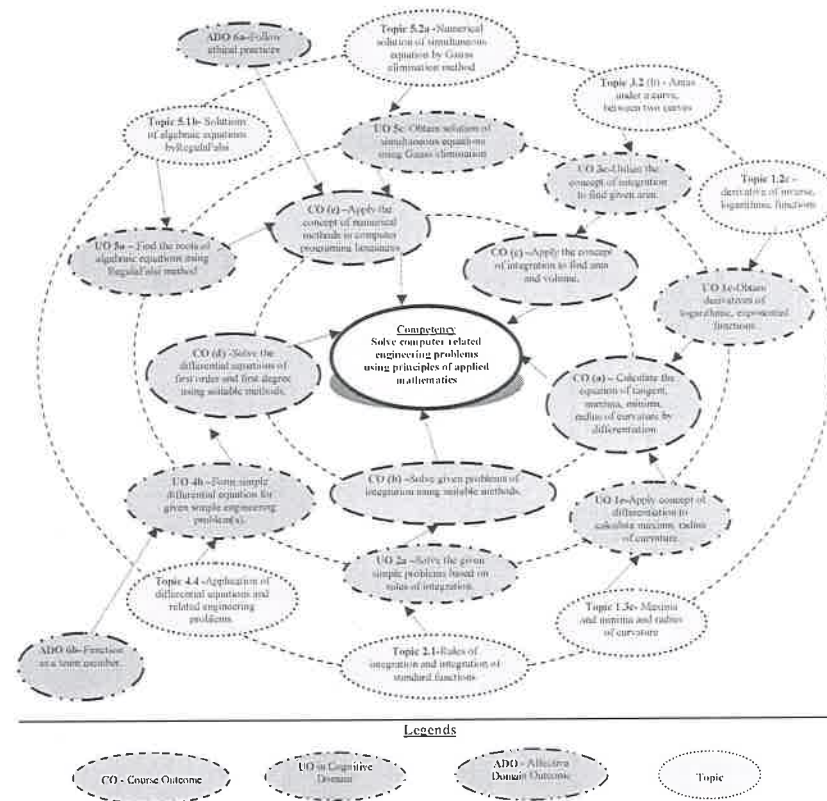 ADO 6a-Follow
ethical practices
Topic 5.2a -Numerical
solution of simultaneous
equation by Gauss
elimination method
Topic 3.2 (b) - Areas
under a curve,
between two curves
Topic 5.1b- Solutions
of algebraic equations
byRegulaFalsi
UO 5c- Obtain solution of
simultaneous equations
using Gauss elimination
UO 3c-Utilize the
concept of integration
to find given area.
Topic 1.2c -
derivative of inverse,
logarithmic, functions
CO (e) –Apply the
concept of numerical
methods in computer
programing languages
UO 5a – Find the roots of
algebraic equations using
RegulaFalsi method
CO (c) –Apply the concept
of integration to find area
and volume.
UO 1c-Obtain
derivatives of
logarithmic, exponential
functions.
Competency
Solve computer related
engineering problems
using principles of applied
mathematics
CO (d) -Solve the
differential equations of
first order and first degree
using suitable methods.
CO (a) – Calculate the
equation of tangent,
maxima, minima,
radius of curvature by
differentiation.
UO 4b –Form simple
differential equation for
given simple engineering
problem(s).
CO (b) –Solve given problems of
integration using suitable methods.
UO 1e-Apply concept of
differentiation to
calculate maxima, radius
of curvature.
UO 2a –Solve the given
simple problems based on
rules of integration.
Topic 4.4 -Application of
differential equations and
related engineering
problems.
Topic 1.3c- Maxima
and minima and radius
of curvature
ADO 6b-Function
as a team member.
Topic 2.1-Rules of
integration and integration of
standard functions
Legends
CO - Course Outcome
UO in Cognitive
Domain
ADO - Affective
Domain Outcome
Topic